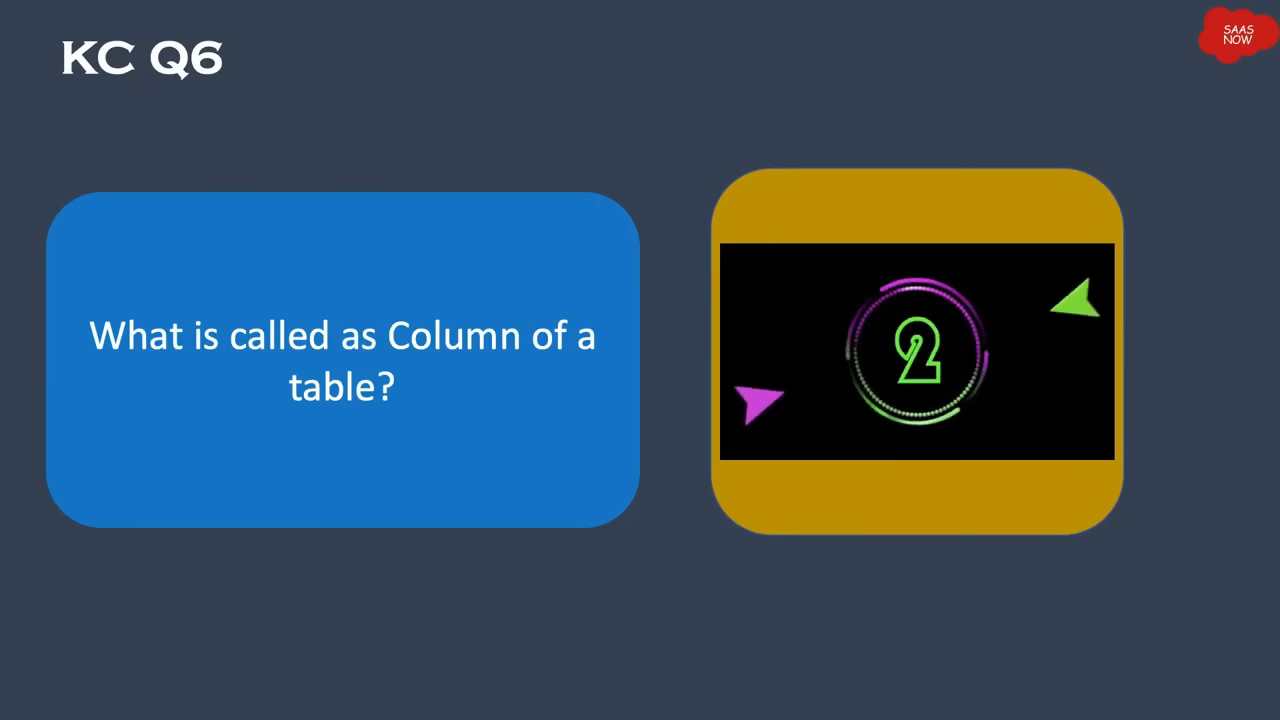 KC Q6
SAAS
NOW
What is called as Column of a
table?
2